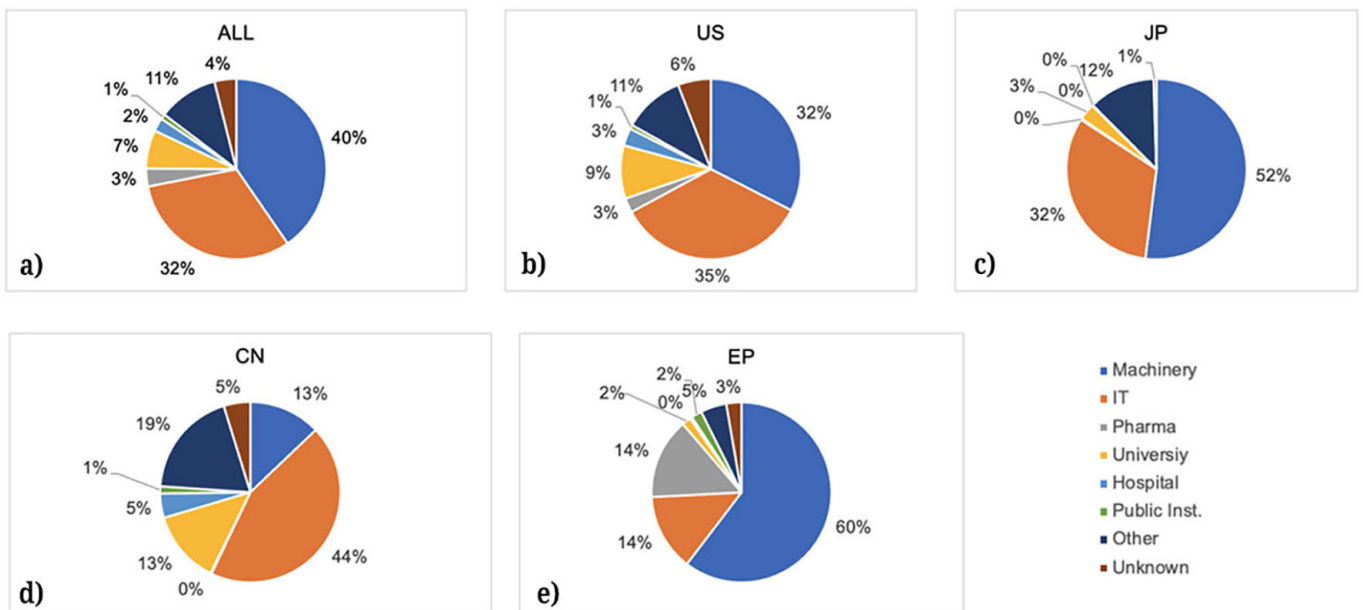 ALL
4%
11%
1%
2%
7%
3%
40%
32%
a)
US
6%
11%
1%
3%
9%
3%
32%
35%
b)
JP
1%
0%
12%
0%
3%
0%
52%
32%
c)
CN
5%
13%
19%
1%
5%
13%
0%
44%
d)
EP
2%
5%
3%
2%
0%
14%
14%
60%
e)
Machinery
IT
Pharma
Universiy
Hospital
Public Inst.
Other
Unknown